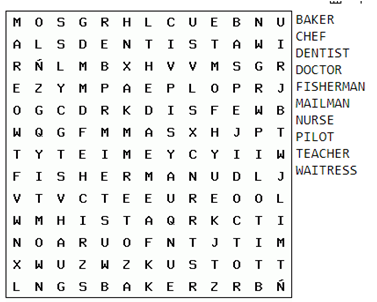 M O S G R H L C U E B N U
BAKER
A L S D E N T I S T A W I
CHEF
R Ñ L M B X H V V M S G R
DENTIST
E Z Y M P A E P L O P R J
DOCTOR
O G C D R K D I S F E W B
FISHERMAN
W Q G F M M A S X H J P T
MAILMAN
T Y T E I M E Y C Y I I W
NURSE
F I S H E R M A N U D L J
PILOT
V T V C T E E U R E O O L
TEACHER
W M H I S T A Q R K C T I
WAITRESS
N O A R U O F N T J T I M
X W U Z W Z K U S T O T T
L N G S B A K E R Z R B Ñ